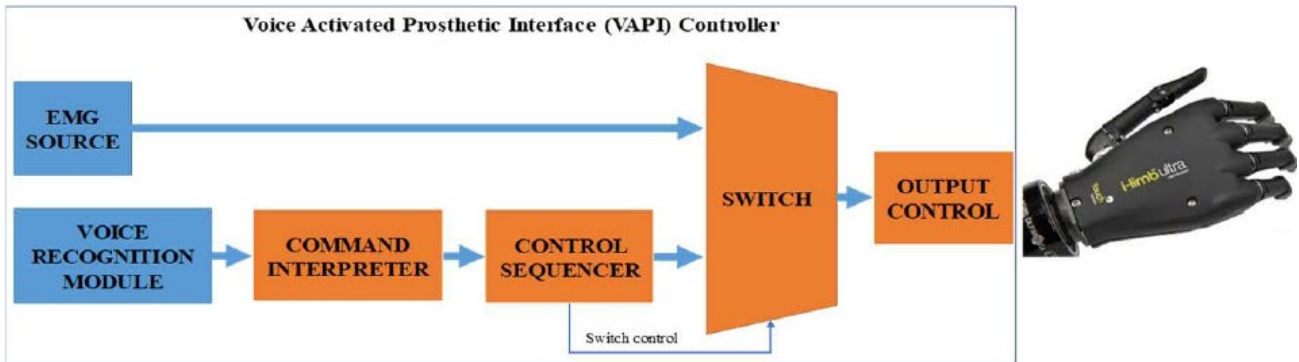 Voice Activated Prosthetic Interface (VAPI) Controller
EMG
SOURCE
VOICE
RECOGNITION
MODULE
COMMAND
INTERPRETER
CONTROL
SEQUENCER
Switch control
SWITCH
OUTPUT
CONTROL
i-limb ultra
touch